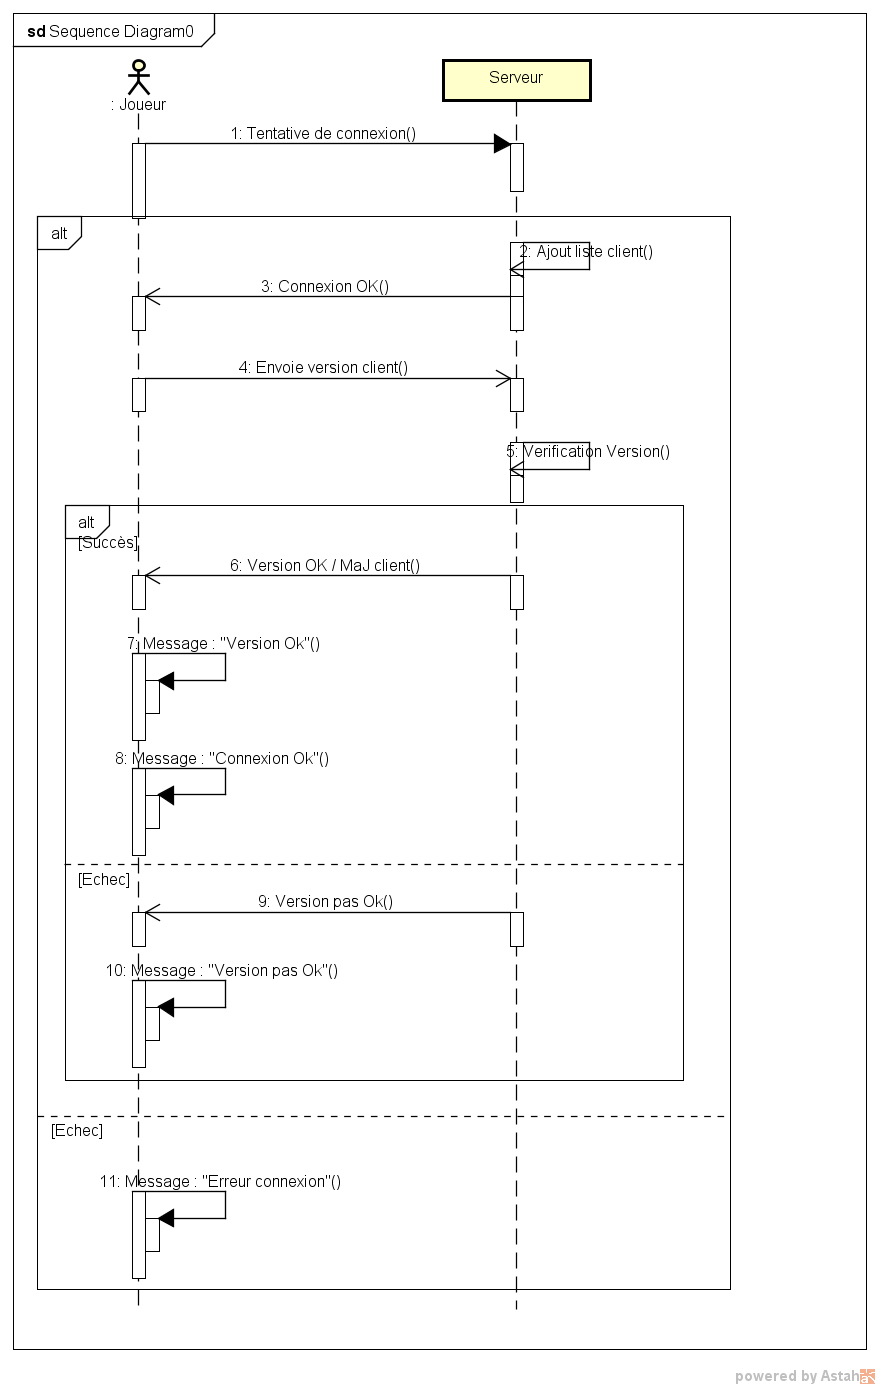 sd Sequence Diagram0
: Joueur
Serveur
1: Tentative de connexion()
alt
2: Ajout liste client()
3: Connexion OK()
4: Envoie version client()
5: Verification Version()
alt
[Succès]
6: Version OK / MaJ client()
7: Message : "Version Ok"()
8: Message : "Connexion Ok"()
[Echec]
9: Version pas Ok()
10: Message : "Version pas Ok"()
[Echec]
11: Message : "Erreur connexion"()
powered by Astah